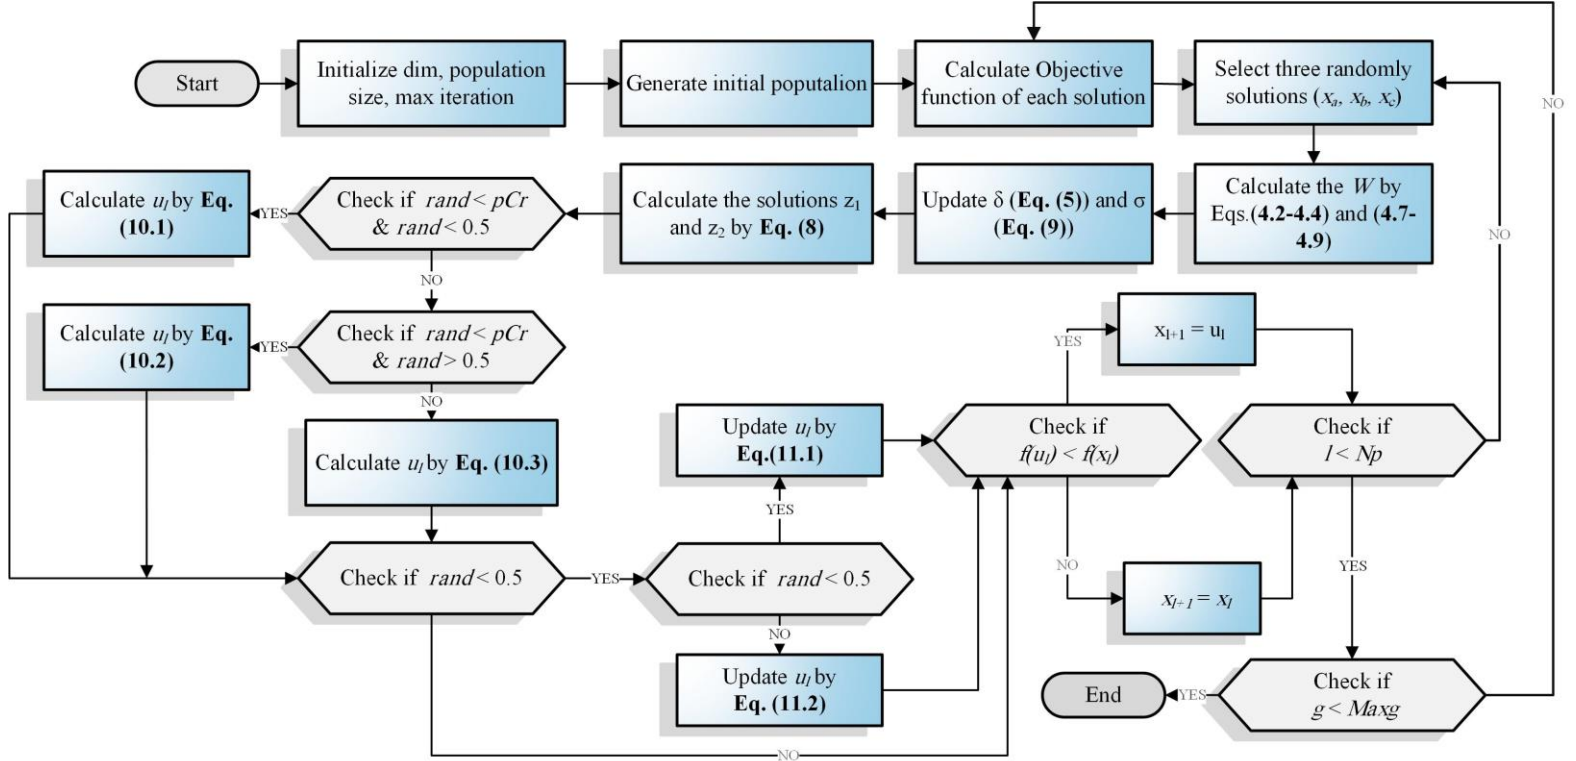 Start
Initialize dim, population
size, max iteration
Generate initial poputalion
Calculate Objective
function of each solution
Select three randomly
solutions (xa, xb, xc)
NO
Calculate the W by
Eqs.(4.2-4.4) and (4.7-
4.9)
NO
Update δ (Eq. (5)) and σ
(Eq. (9))
Calculate the solutions z1
and z2 by Eq. (8)
Check if rand < pCr
& rand < 0.5
YES
Calculate ul by Eq.
(10.1)
NO
Check if rand < pCr
& rand > 0.5
YES
Calculate ul by Eq.
(10.2)
NO
Calculate ul by Eq. (10.3)
Check if rand < 0.5
YES
Check if rand < 0.5
YES
Update ul by
Eq.(11.1)
NO
Update ul by
Eq. (11.2)
NO
Check if
f(ul) < f(xl)
YES
xl+1 = ul
NO
xl+1 = xl
Check if
l < Np
YES
Check if
g < Maxg
YES
End